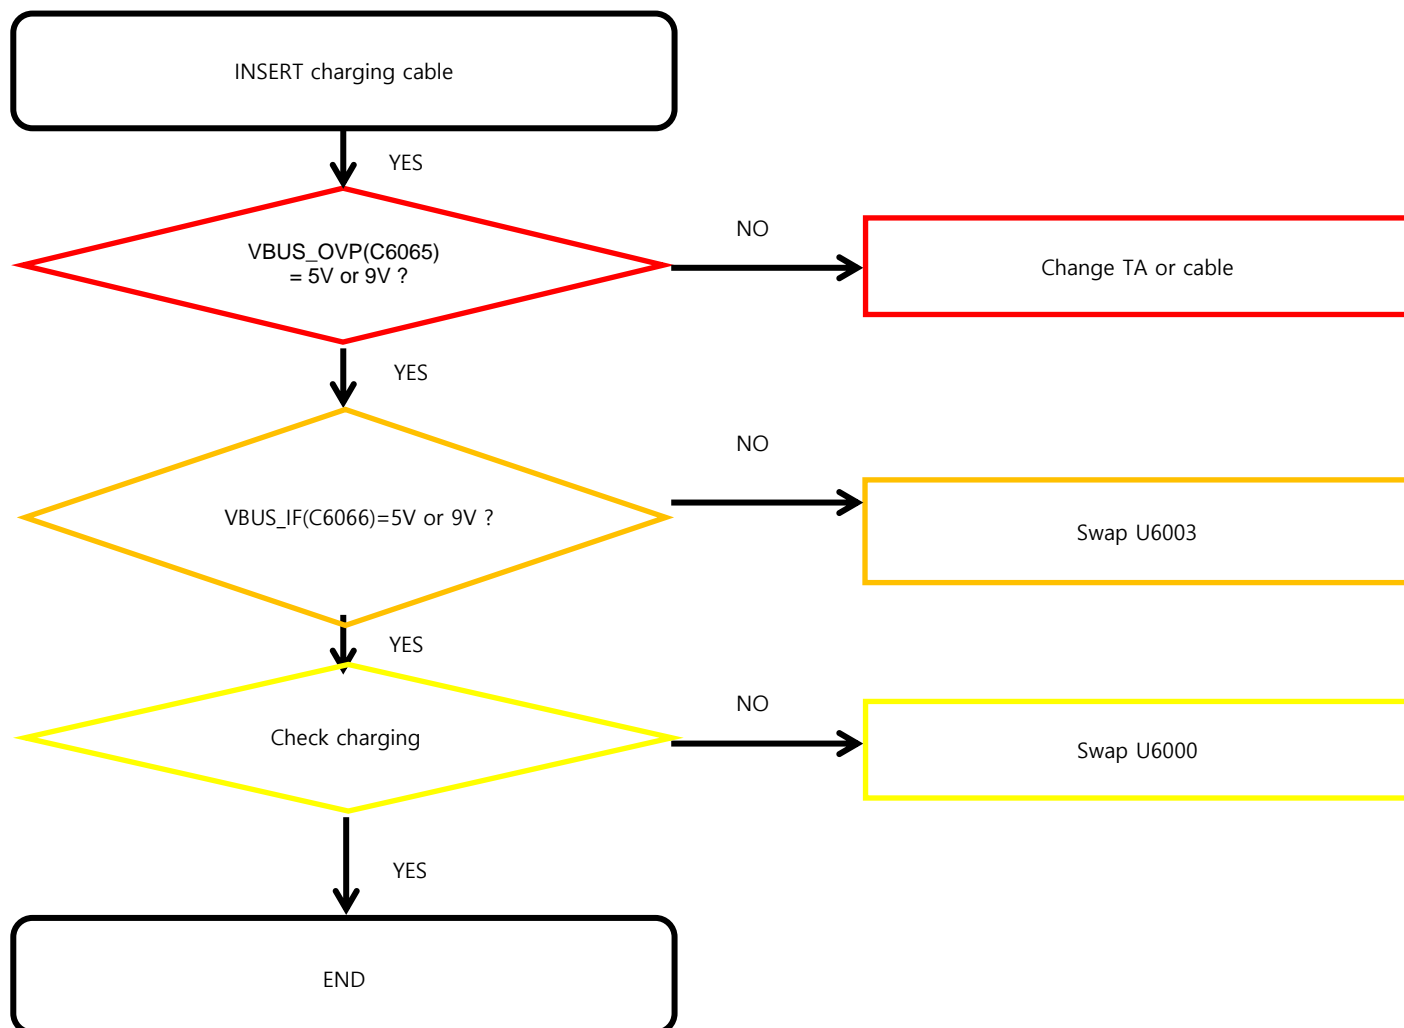 INSERT charging cable
YES
VBUS_OVP(C6065)
= 5V or 9V ?
NO
Change TA or cable
YES
VBUS_IF(C6066)=5V or 9V ?
NO
Swap U6003
YES
Check charging
NO
Swap U6000
YES
END